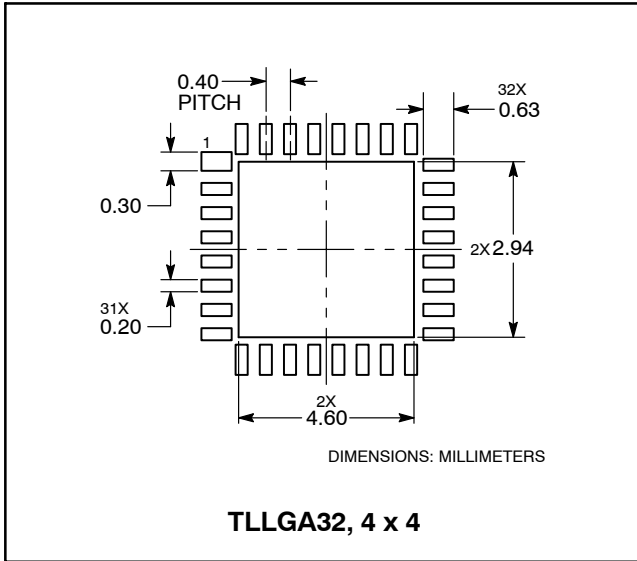 0.40
PITCH
32X
0.63
1
0.30
2X 2.94
31X
0.20
2X
4.60
DIMENSIONS: MILLIMETERS
TLLGA32, 4 x 4